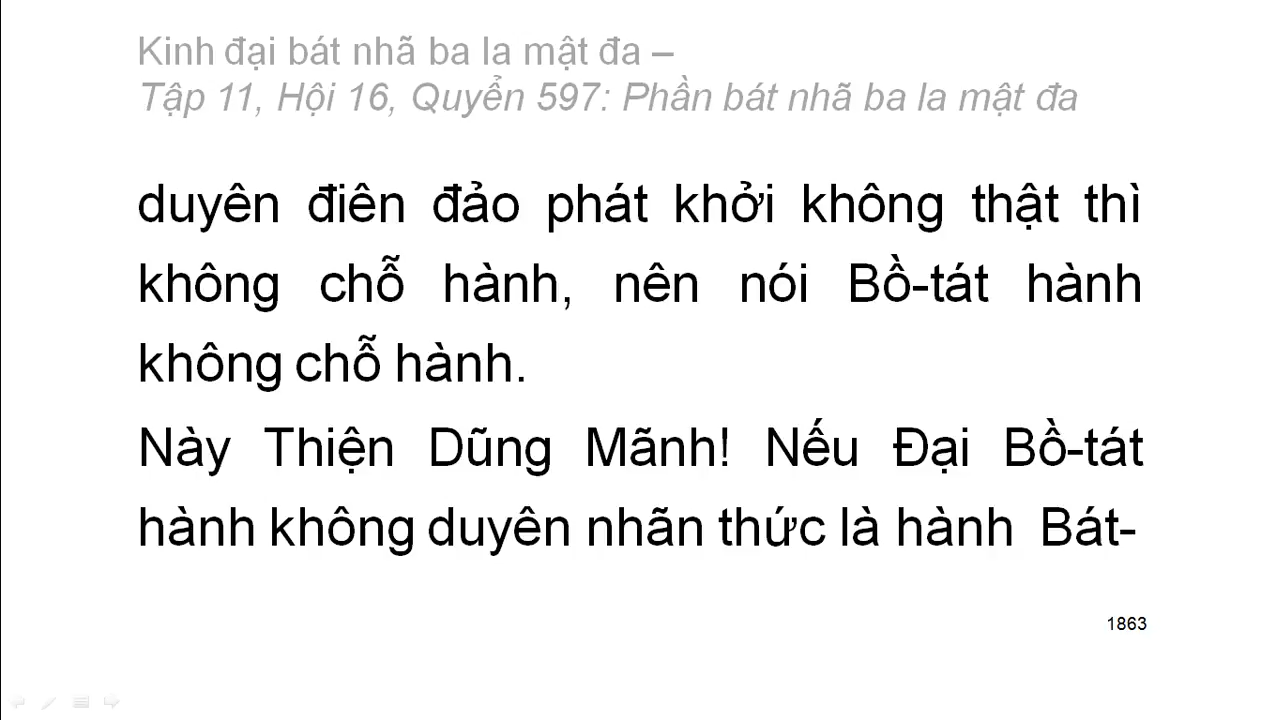 Kinh đại bát nhã ba la mật đa –
Tập 11, Hội 16, Quyển 597: Phần bát nhã ba la mật đa
duyên điên đảo phát khởi không thật thì
không chỗ hành, nên nói Bồ-tát hành
không chỗ hành.
Này Thiện Dũng Mãnh! Nếu Đại Bồ-tát
hành không duyên nhãn thức là hành Bát-
1863